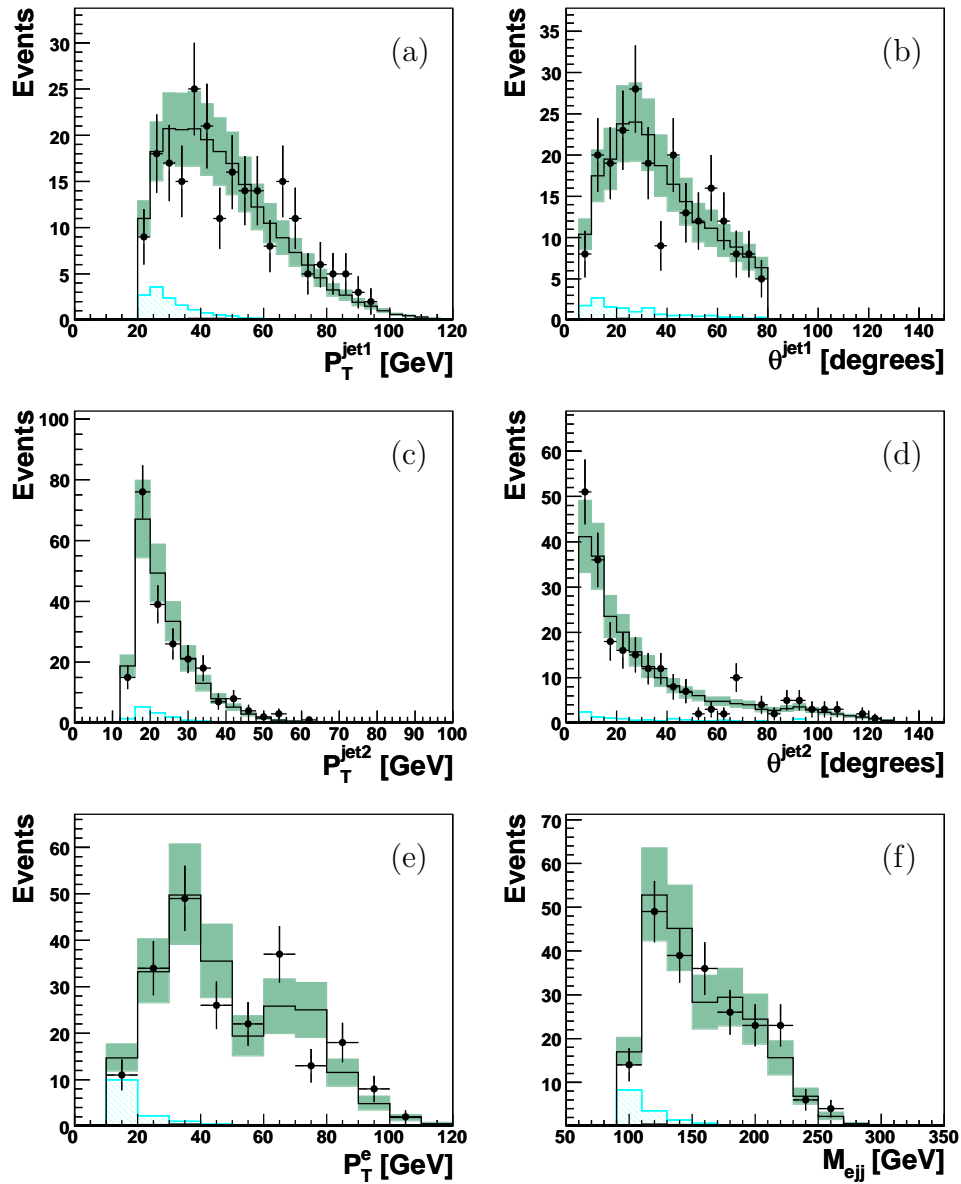 Events
(a)
30
25
20
15
10
5
0
0 20 40 60 80 100 120
P_T^jet1 [GeV]
Events
(b)
35
30
25
20
15
10
5
0
0 20 40 60 80 100 140
θ^jet1 [degrees]
Events
(c)
100
80
60
40
20
0
0 10 20 30 40 50 60 70 80 90 100
P_T^jet2 [GeV]
Events
(d)
60
50
40
30
20
10
0
0 20 40 60 80 100 140
θ^jet2 [degrees]
Events
(e)
60
50
40
30
20
10
0
0 20 40 60 80 100 120
P_T^e [GeV]
Events
(f)
70
60
50
40
30
20
10
0
50 100 150 200 250 300 350
M_ejj [GeV]